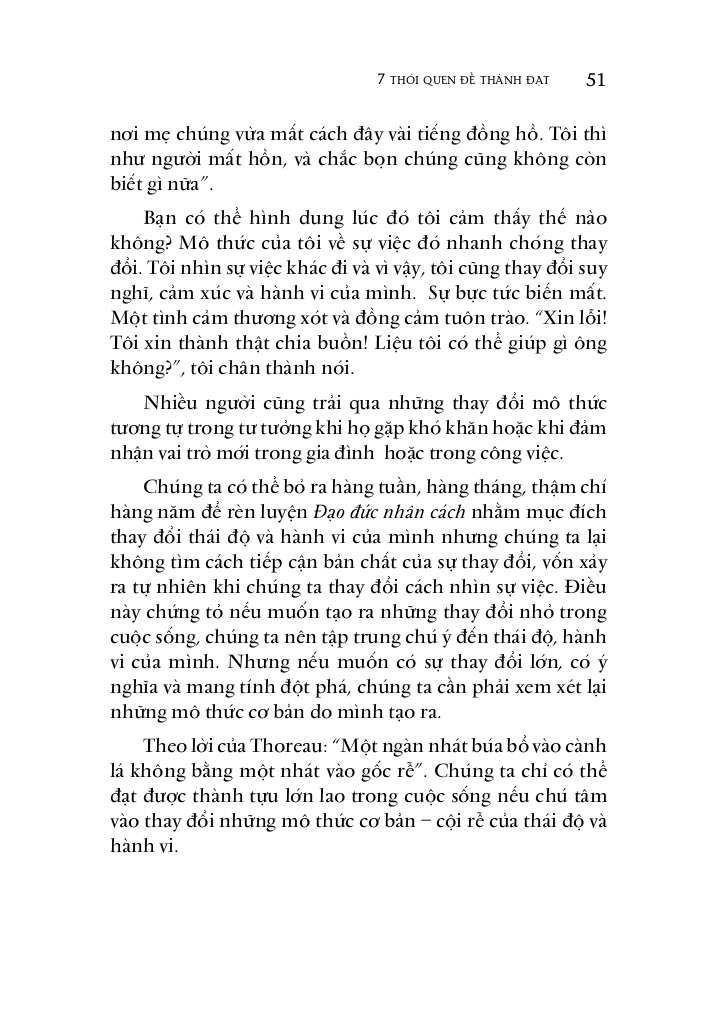 7 THÓI QUEN ĐỂ THÀNH ĐẠT 51
nơi mẹ chúng vừa mất cách đây vài tiếng đồng hồ. Tôi thì
như người mất hồn, và chắc bọn chúng cũng không còn
biết gì nữa”.
Bạn có thể hình dung lúc đó tôi cảm thấy thế nào
không? Mô thức của tôi về sự việc đó nhanh chóng thay
đổi. Tôi nhìn sự việc khác đi và vì vậy, tôi cũng thay đổi suy
nghĩ, cảm xúc và hành vi của mình. Sự bực tức biến mất.
Một tình cảm thương xót và đồng cảm tuôn trào. “Xin lỗi!
Tôi xin thành thật chia buồn! Liệu tôi có thể giúp gì ông
không?”, tôi chân thành nói.
Nhiều người cũng trải qua những thay đổi mô thức
tương tự trong tư tưởng khi họ gặp khó khăn hoặc khi đảm
nhận vai trò mới trong gia đình hoặc trong công việc.
Chúng ta có thể bỏ ra hàng tuần, hàng tháng, thậm chí
hàng năm để rèn luyện Đạo đức nhân cách nhằm mục đích
thay đổi thái độ và hành vi của mình nhưng chúng ta lại
không tìm cách tiếp cận bản chất của sự thay đổi, vốn xảy
ra tự nhiên khi chúng ta thay đổi cách nhìn sự việc. Điều
này chứng tỏ nếu muốn tạo ra những thay đổi nhỏ trong
cuộc sống, chúng ta nên tập trung chú ý đến thái độ, hành
vi của mình. Nhưng nếu muốn có sự thay đổi lớn, có ý
nghĩa và mang tính đột phá, chúng ta cần phải xem xét lại
những mô thức cơ bản do mình tạo ra.
Theo lời của Thoreau: “Một ngàn nhát búa bổ vào cành
lá không bằng một nhát vào gốc rễ”. Chúng ta chỉ có thể
đạt được thành tựu lớn lao trong cuộc sống nếu chú tâm
vào thay đổi những mô thức cơ bản – cội rễ của thái độ và
hành vi.